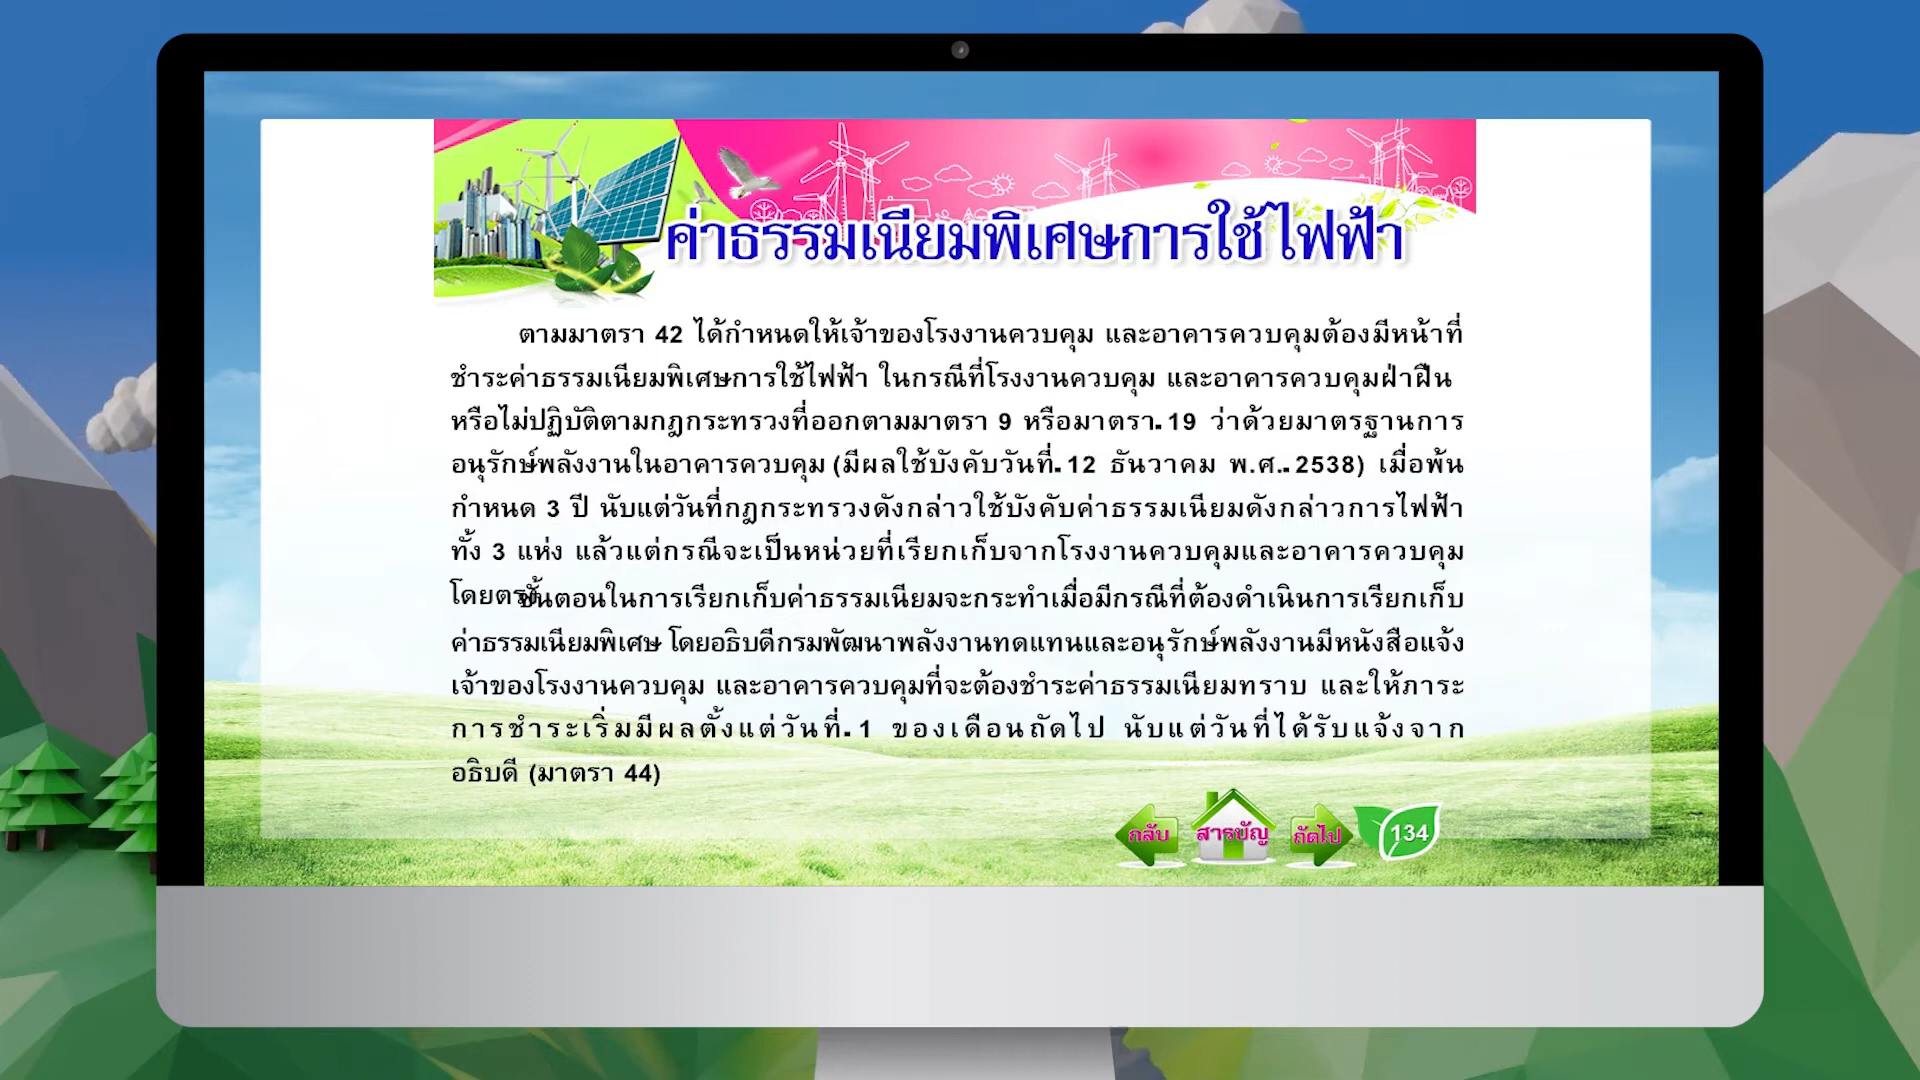 ค่าธรรมเนียมพิเศษการใช้ไฟฟ้า
ตามมาตรา 42 ได้กำหนดให้เจ้าของโรงงานควบคุม และอาคารควบคุมต้องมีหน้าที่
ชำระค่าธรรมเนียมพิเศษการใช้ไฟฟ้า ในกรณีที่โรงงานควบคุม และอาคารควบคุมฝ่าฝืน
หรือไม่ปฏิบัติตามกฎกระทรวงที่ออกตามมาตรา 9 หรือมาตรา 19 ว่าด้วยมาตรฐานการ
อนุรักษ์พลังงานในอาคารควบคุม (มีผลใช้บังคับวันที่ 12 ธันวาคม พ.ศ. 2538) เมื่อพ้น
กำหนด 3 ปี นับแต่วันที่กฎกระทรวงดังกล่าวใช้บังคับค่าธรรมเนียมดังกล่าวการไฟฟ้า
ทั้ง 3 แห่ง แล้วแต่กรณีจะเป็นหน่วยที่เรียกเก็บจากโรงงานควบคุมและอาคารควบคุม
โดยตรง
ขั้นตอนในการเรียกเก็บค่าธรรมเนียมจะกระทำเมื่อมีกรณีที่ต้องดำเนินการเรียกเก็บ
ค่าธรรมเนียมพิเศษ โดยอธิบดีกรมพัฒนาพลังงานทดแทนและอนุรักษ์พลังงานมีหนังสือแจ้ง
เจ้าของโรงงานควบคุม และอาคารควบคุมที่จะต้องชำระค่าธรรมเนียมทราบ และให้ภาระ
การชำระเริ่มมีผลตั้งแต่วันที่ 1 ของเดือนถัดไป นับแต่วันที่ได้รับแจ้งจาก
อธิบดี (มาตรา 44)
กลับ สารบัญ ถัดไป 134